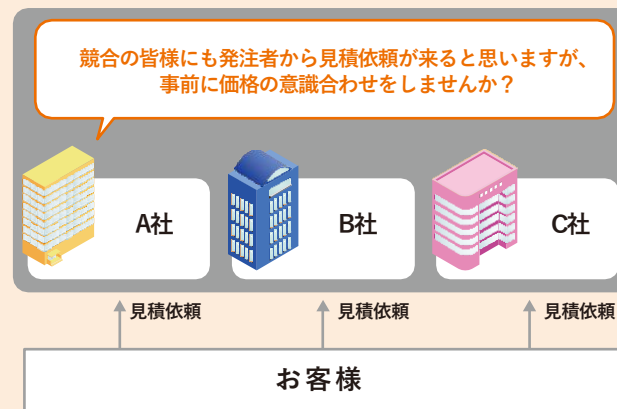 競合の皆様にも発注者から見積依頼が来ると思いますが、
事前に価格の意識合わせをしませんか？
A社
B社
C社
見積依頼
見積依頼
見積依頼
お客様